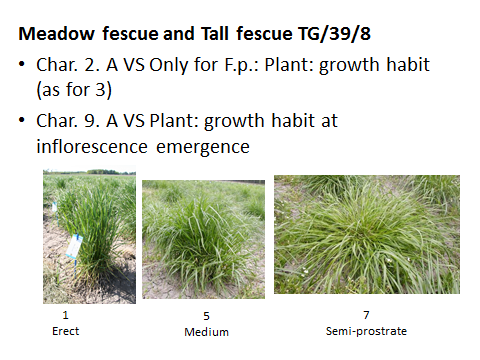 Meadow fescue and Tall fescue TG/39/8
• Char. 2. A VS Only for F.p.: Plant: growth habit
(as for 3)
• Char. 9. A VS Plant: growth habit at
inflorescence emergence
1 5 7
Erect Medium Semi-prostrate